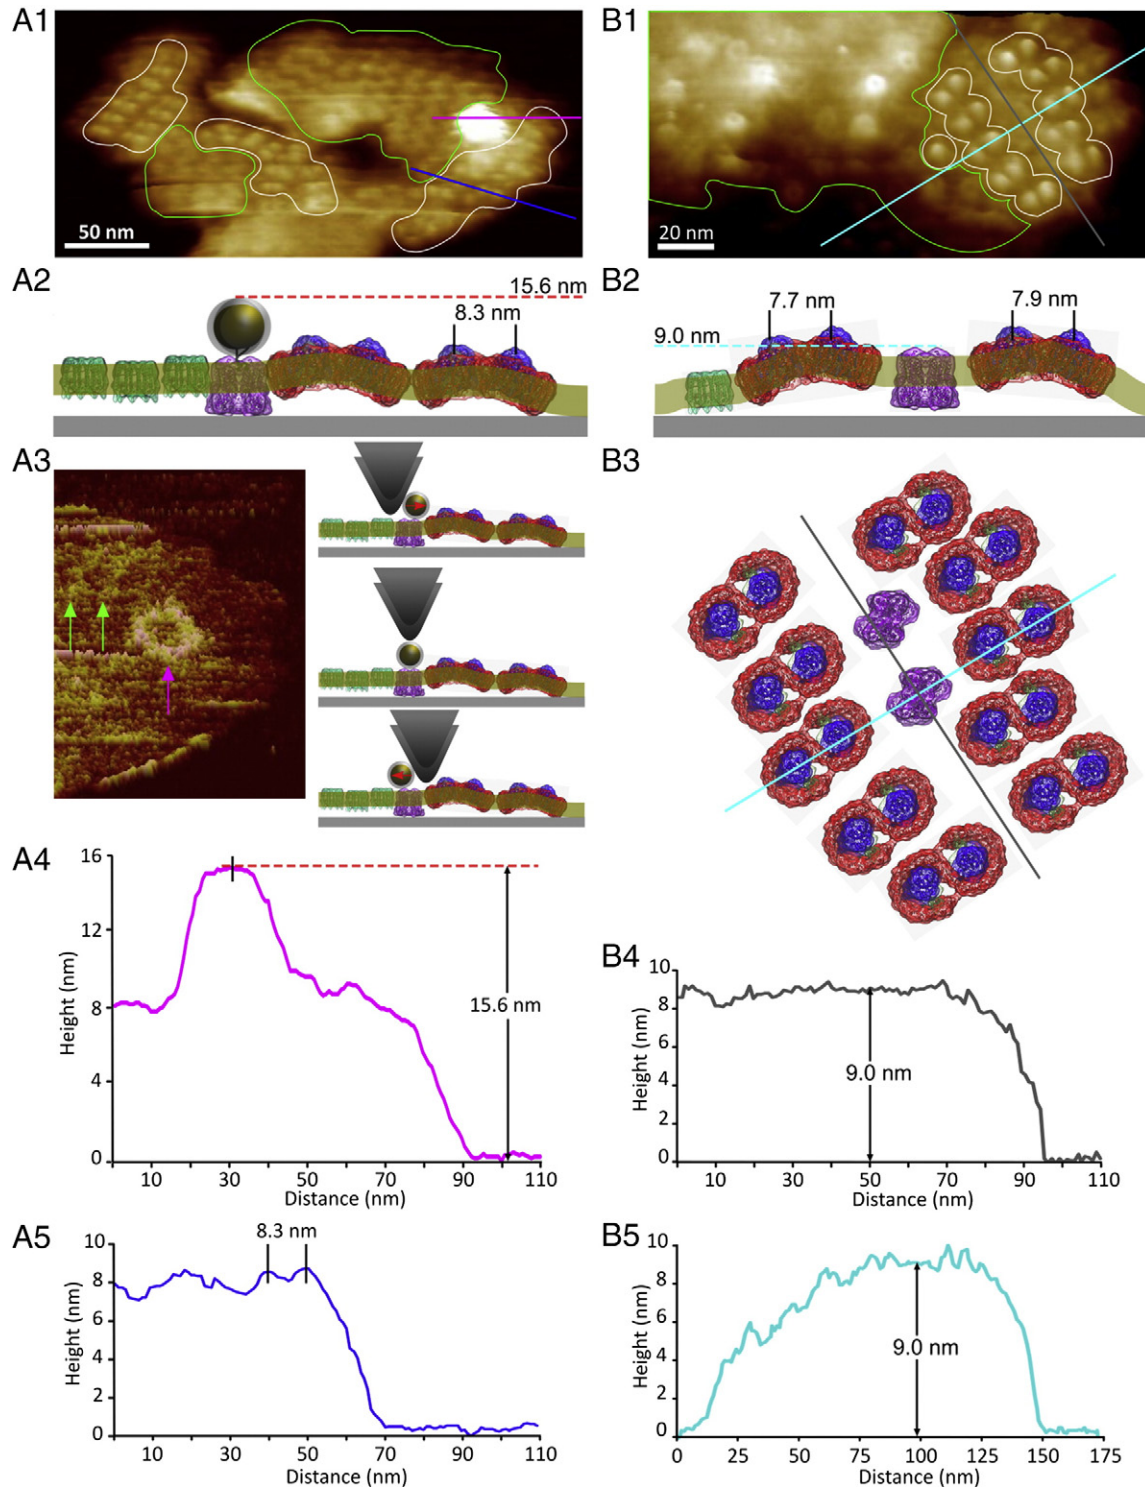 A1
50 nm
B1
20 nm
A2
15.6 nm
8.3 nm
B2
7.7 nm
7.9 nm
9.0 nm
A3
B3
A4
16
12
8
4
0
Height (nm)
15.6 nm
10 30 50 70 90 110
Distance (nm)
B4
10
8
6
4
2
0
Height (nm)
9.0 nm
10 30 50 70 90 110
Distance (nm)
A5
8.3 nm
10
8
6
4
2
0
Height (nm)
10 30 50 70 90 110
Distance (nm)
B5
10
8
6
4
2
0
Height (nm)
9.0 nm
0 25 50 75 100 125 150 175
Distance (nm)